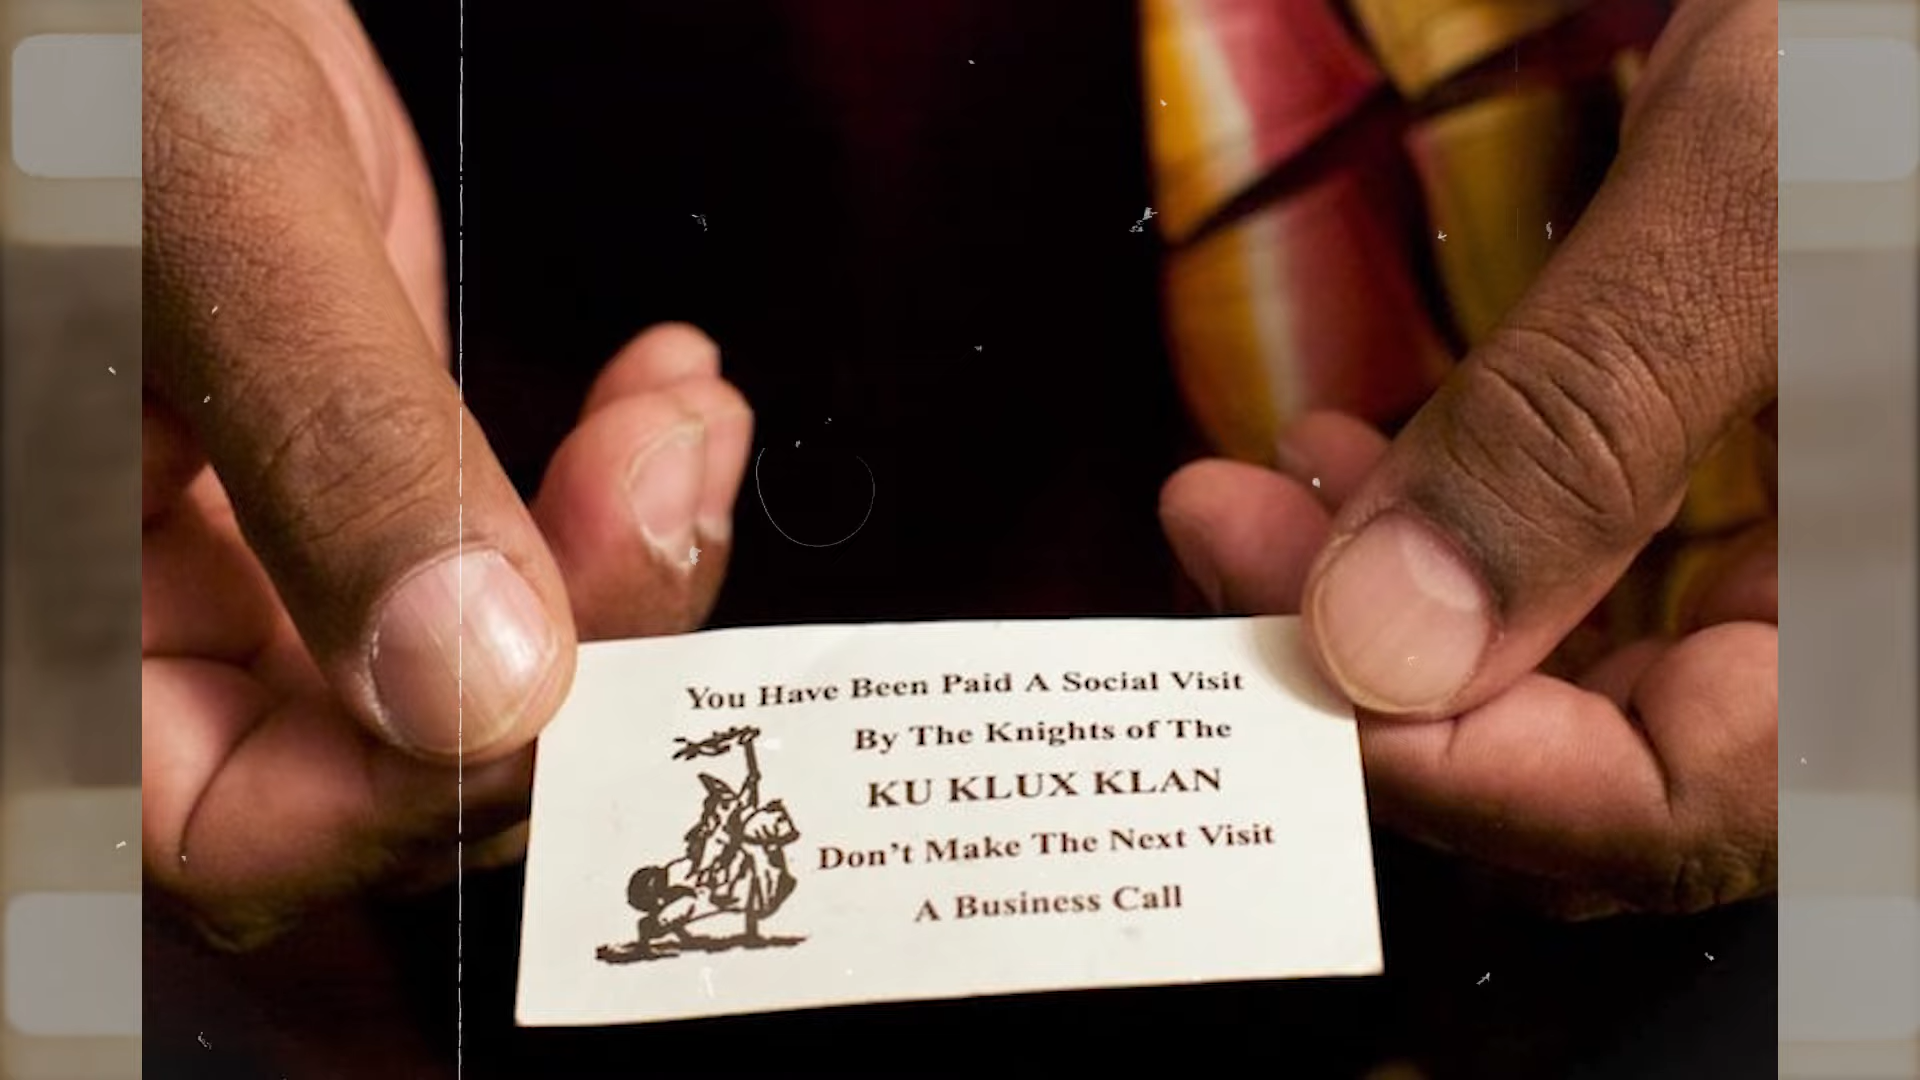 You Have Been Paid A Social Visit
By The Knights of The
KU KLUX KLAN
Don't Make The Next Visit
A Business Call